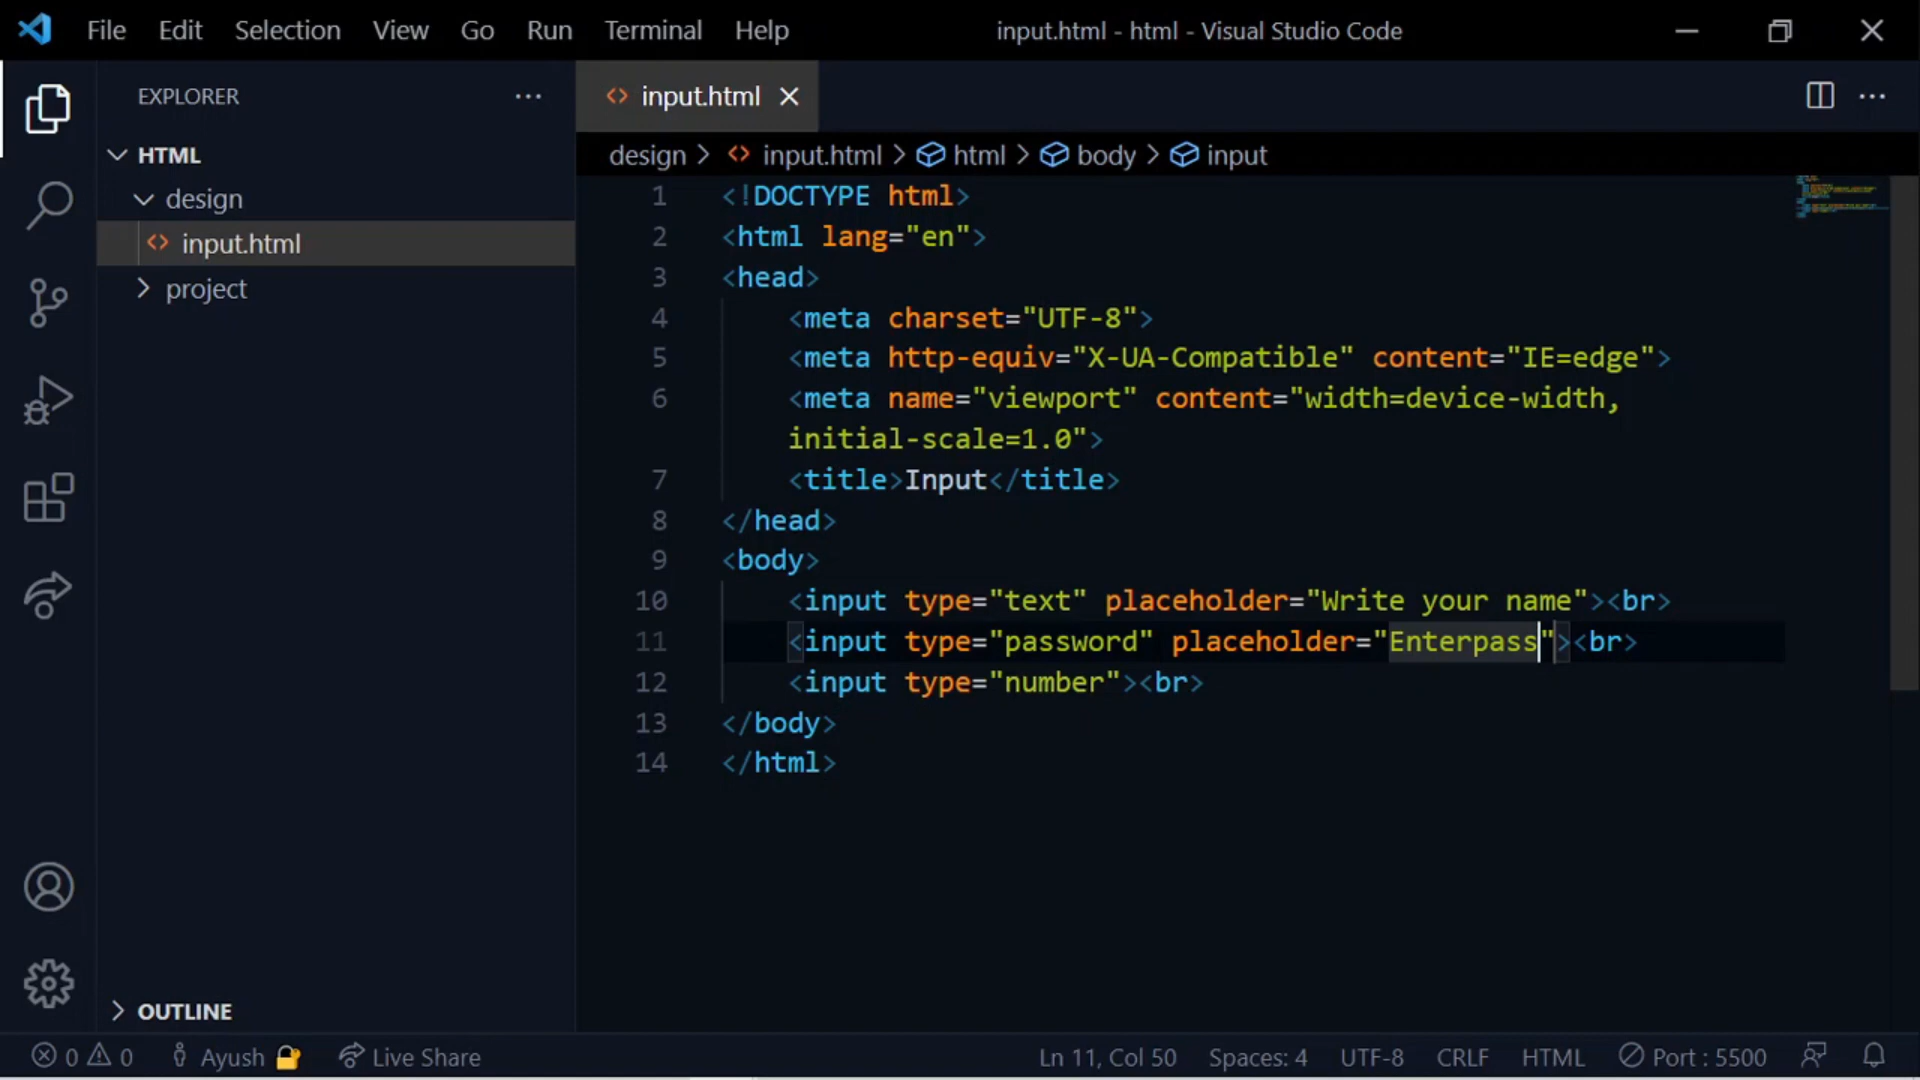 File Edit Selection View Go Run Terminal Help input.html - html - Visual Studio Code
EXPLORER
HTML
design
input.html
project
OUTLINE
input.html
design > input.html > html > body > input
1 <!DOCTYPE html>
2 <html lang="en">
3 <head>
4 <meta charset="UTF-8">
5 <meta http-equiv="X-UA-Compatible" content="IE=edge">
6 <meta name="viewport" content="width=device-width,
initial-scale=1.0">
7 <title>Input</title>
8 </head>
9 <body>
10 <input type="text" placeholder="Write your name"><br>
11 <input type="password" placeholder="Enterpass"><br>
12 <input type="number"><br>
13 </body>
14 </html>
0 0 Ayush Live Share Ln 11, Col 50 Spaces: 4 UTF-8 CRLF HTML Port : 5500